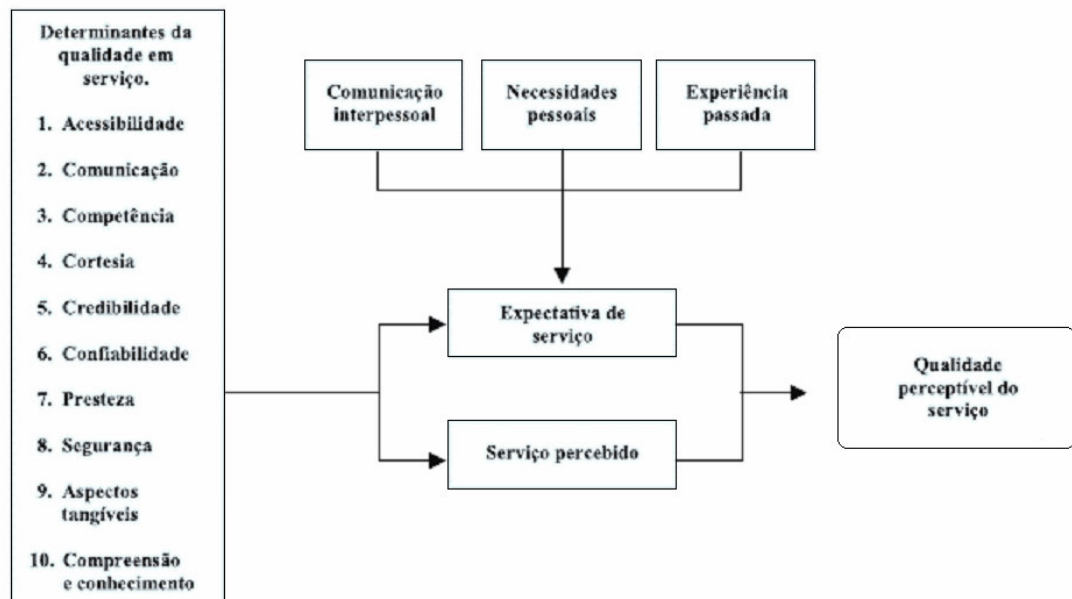 Determinantes da
qualidade em
serviço.
1. Acessibilidade
2. Comunicação
3. Competência
4. Cortesia
5. Credibilidade
6. Confiabilidade
7. Presteza
8. Segurança
9. Aspectos
tangíveis
10. Compreensão
e conhecimento
Comunicação
interpessoal
Necessidades
pessoais
Experiência
passada
Expectativa de
serviço
Serviço percebido
Qualidade
perceptível do
serviço